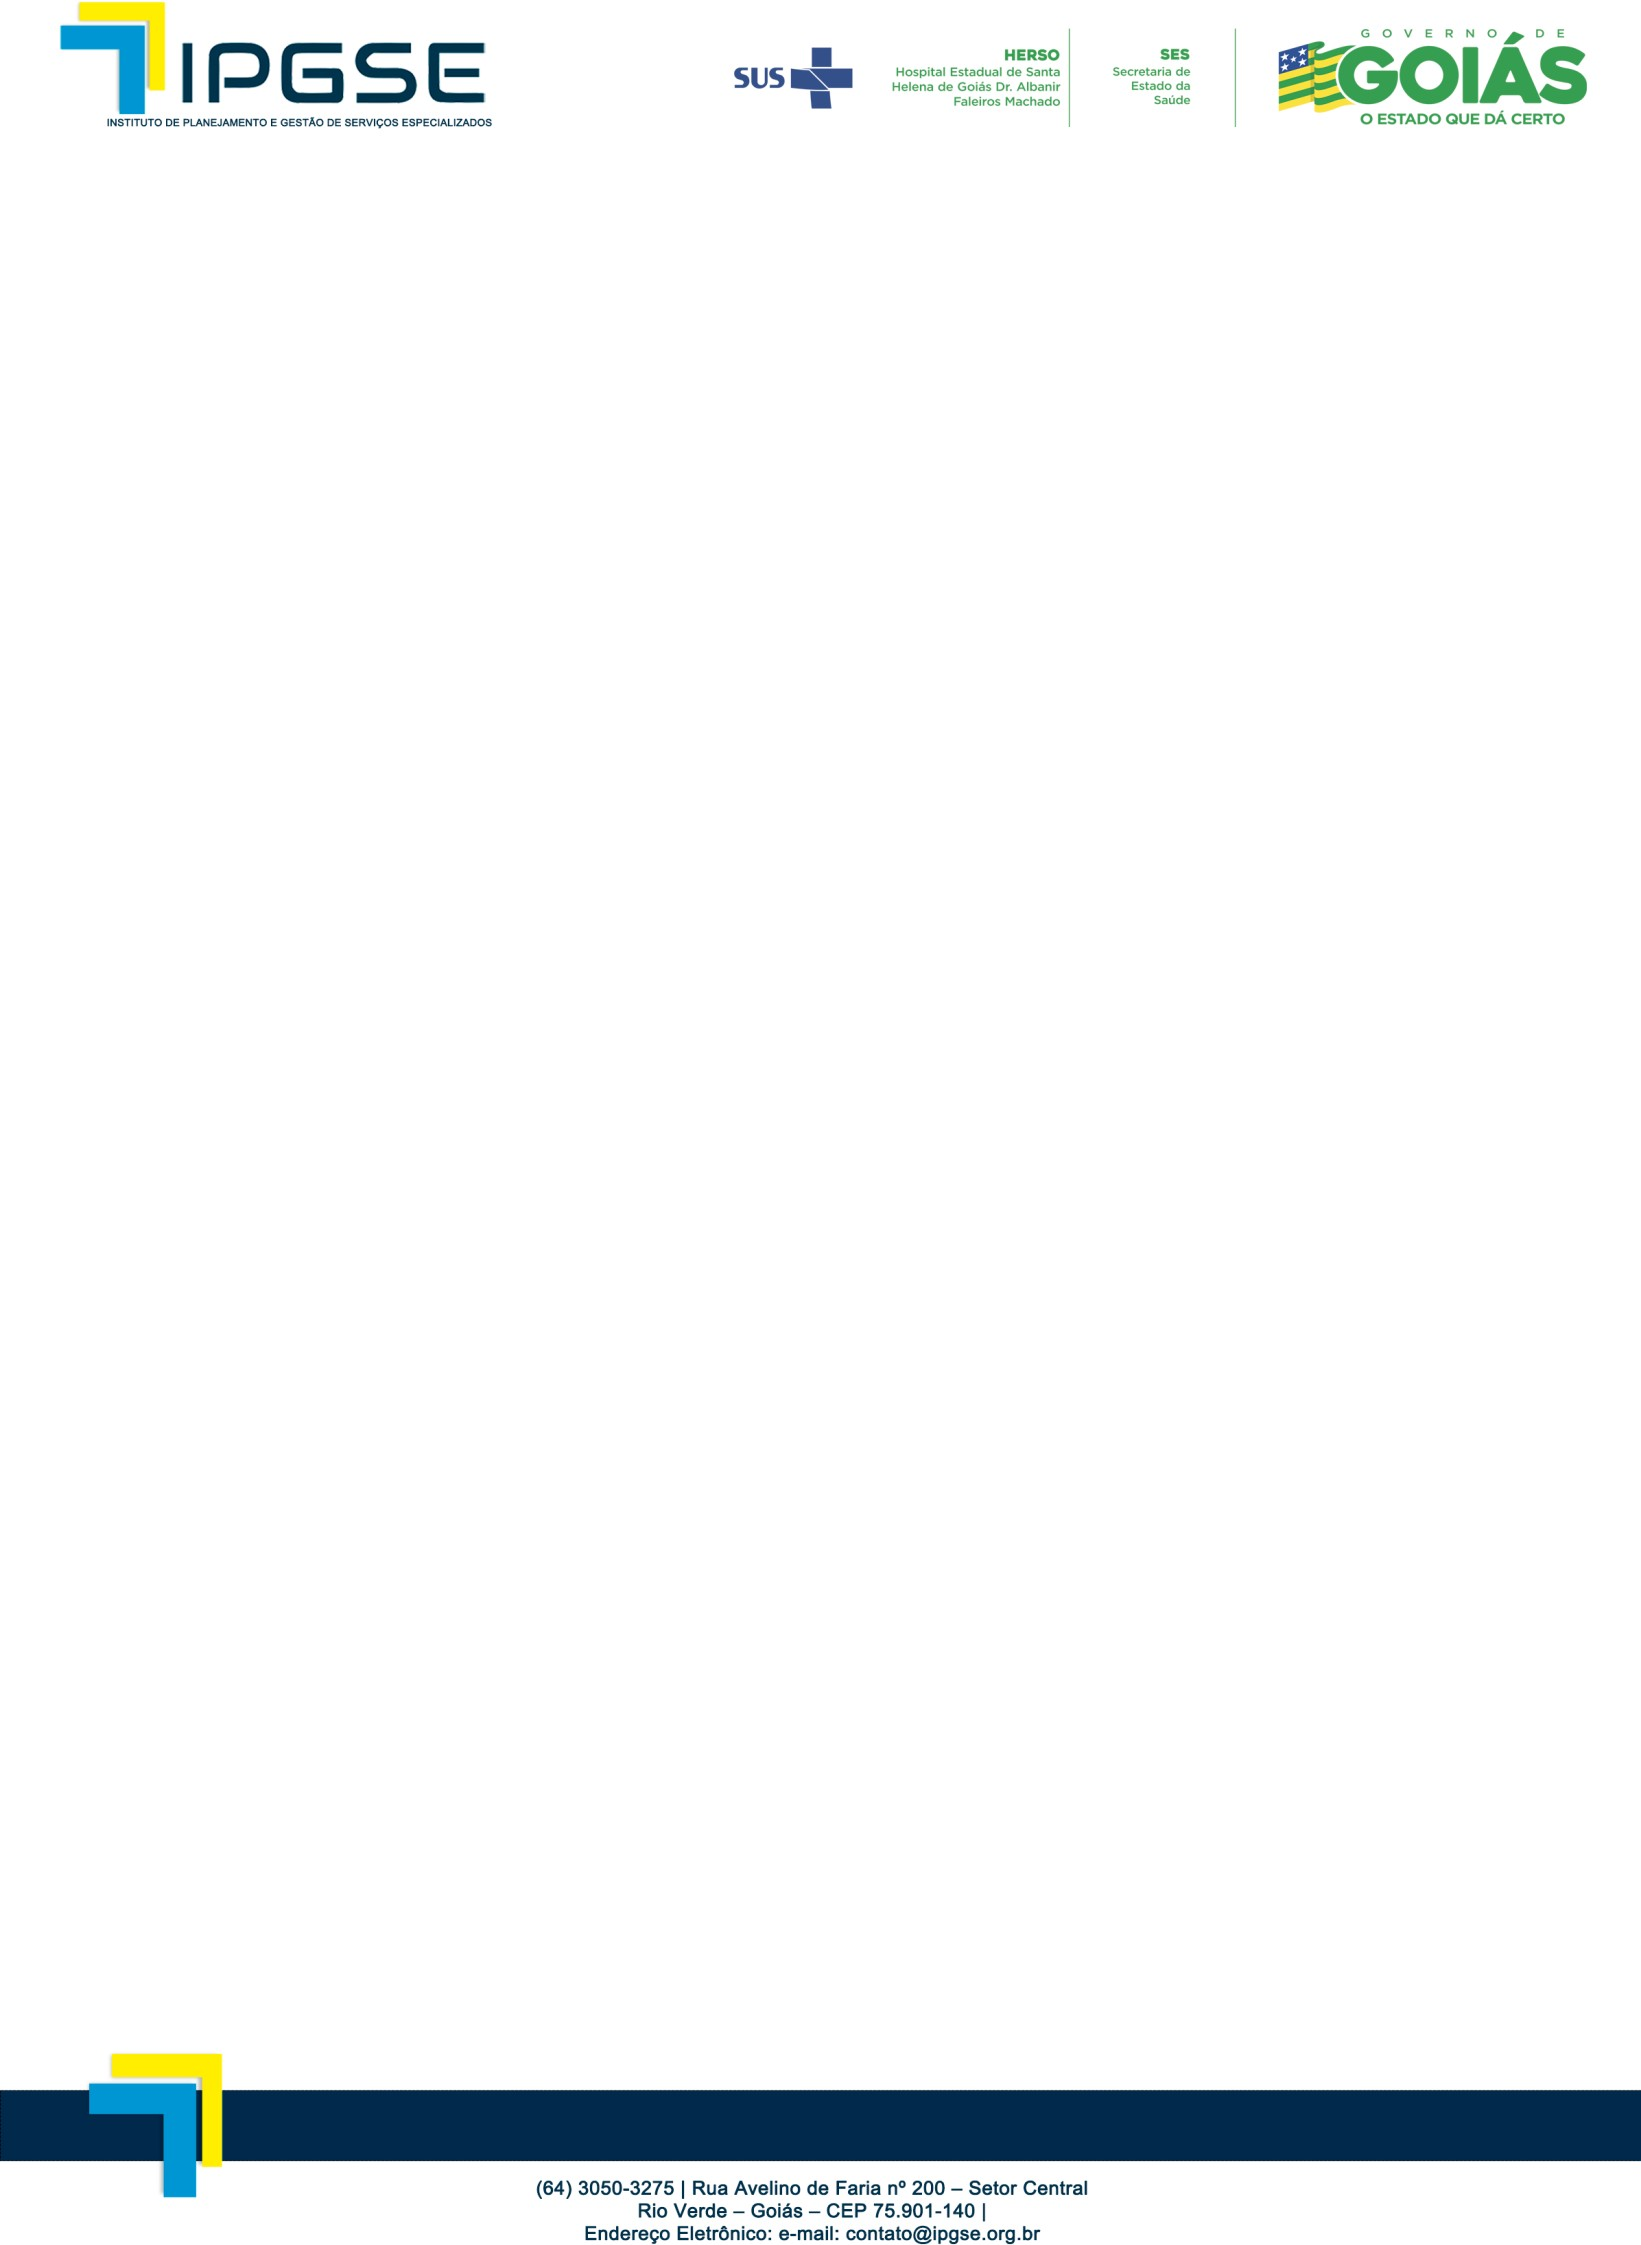 IPGSE
INSTITUTO DE PLANEJAMENTO E GESTÃO DE SERVIÇOS ESPECIALIZADOS
SUS
HERSO
Hospital Estadual de Santa
Helena de Goiás Dr. Albanir
Faleiros Machado
SES
Secretaria de
Estado da
Saúde
GOVERNO DE
GOIÁS
O ESTADO QUE DÁ CERTO
(64) 3050-3275 | Rua Avelino de Faria nº 200 – Setor Central
Rio Verde – Goiás – CEP 75.901-140 |
Endereço Eletrônico: e-mail: contato@ipgse.org.br